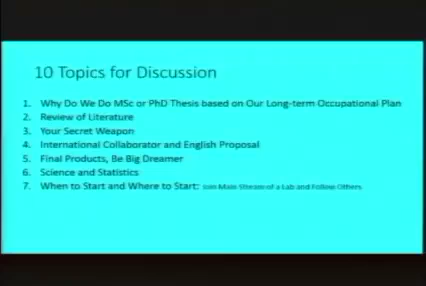 10 Topics for Discussion
1. Why Do We Do MSc or PhD Thesis based on Our Long-term Occupational Plan
2. Review of Literature
3. Your Secret Weapon
4. International Collaborator and English Proposal
5. Final Products, Be Big Dreamer
6. Science and Statistics
7. When to Start and Where to Start: Join Main Stream of a Lab and Follow Others